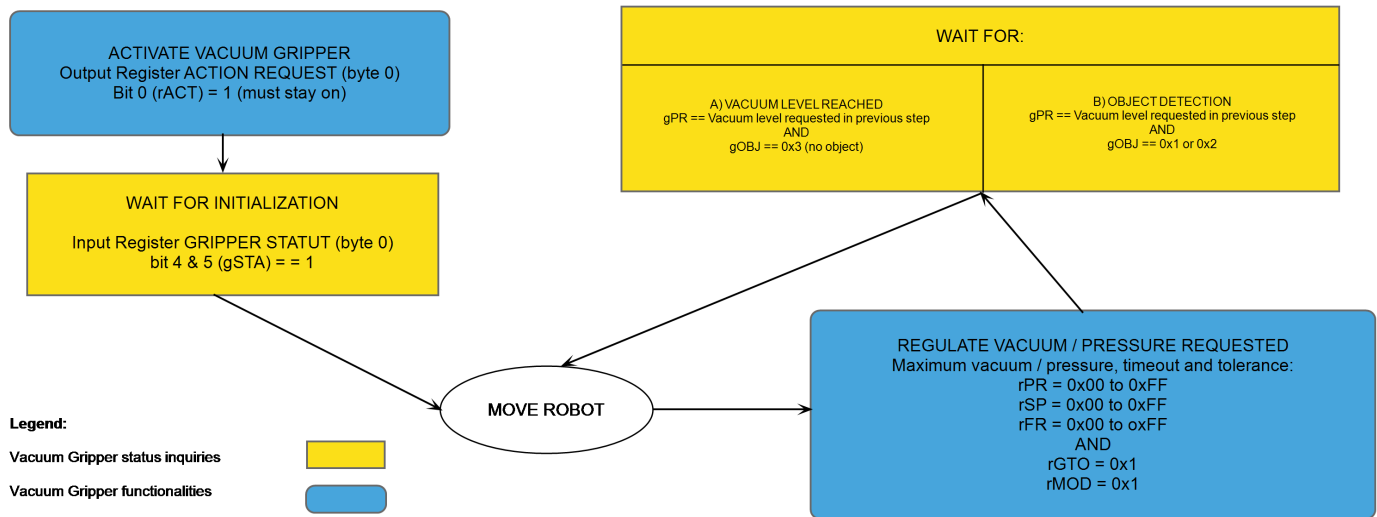 ACTIVATE VACUUM GRIPPER
Output Register ACTION REQUEST (byte 0)
Bit 0 (rACT) = 1 (must stay on)
WAIT FOR INITIALIZATION
Input Register GRIPPER STATUT (byte 0)
bit 4 & 5 (gSTA) = = 1
WAIT FOR:
A) VACUUM LEVEL REACHED
gPR == Vacuum level requested in previous step
AND
gOBJ == 0x3 (no object)
B) OBJECT DETECTION
gPR == Vacuum level requested in previous step
AND
gOBJ == 0x1 or 0x2
MOVE ROBOT
REGULATE VACUUM / PRESSURE REQUESTED
Maximum vacuum / pressure, timeout and tolerance:
rPR = 0x00 to 0xFF
rSP = 0x00 to 0xFF
rFR = 0x00 to oxFF
AND
rGTO = 0x1
rMOD = 0x1
Legend:
Vacuum Gripper status inquiries
Vacuum Gripper functionalities